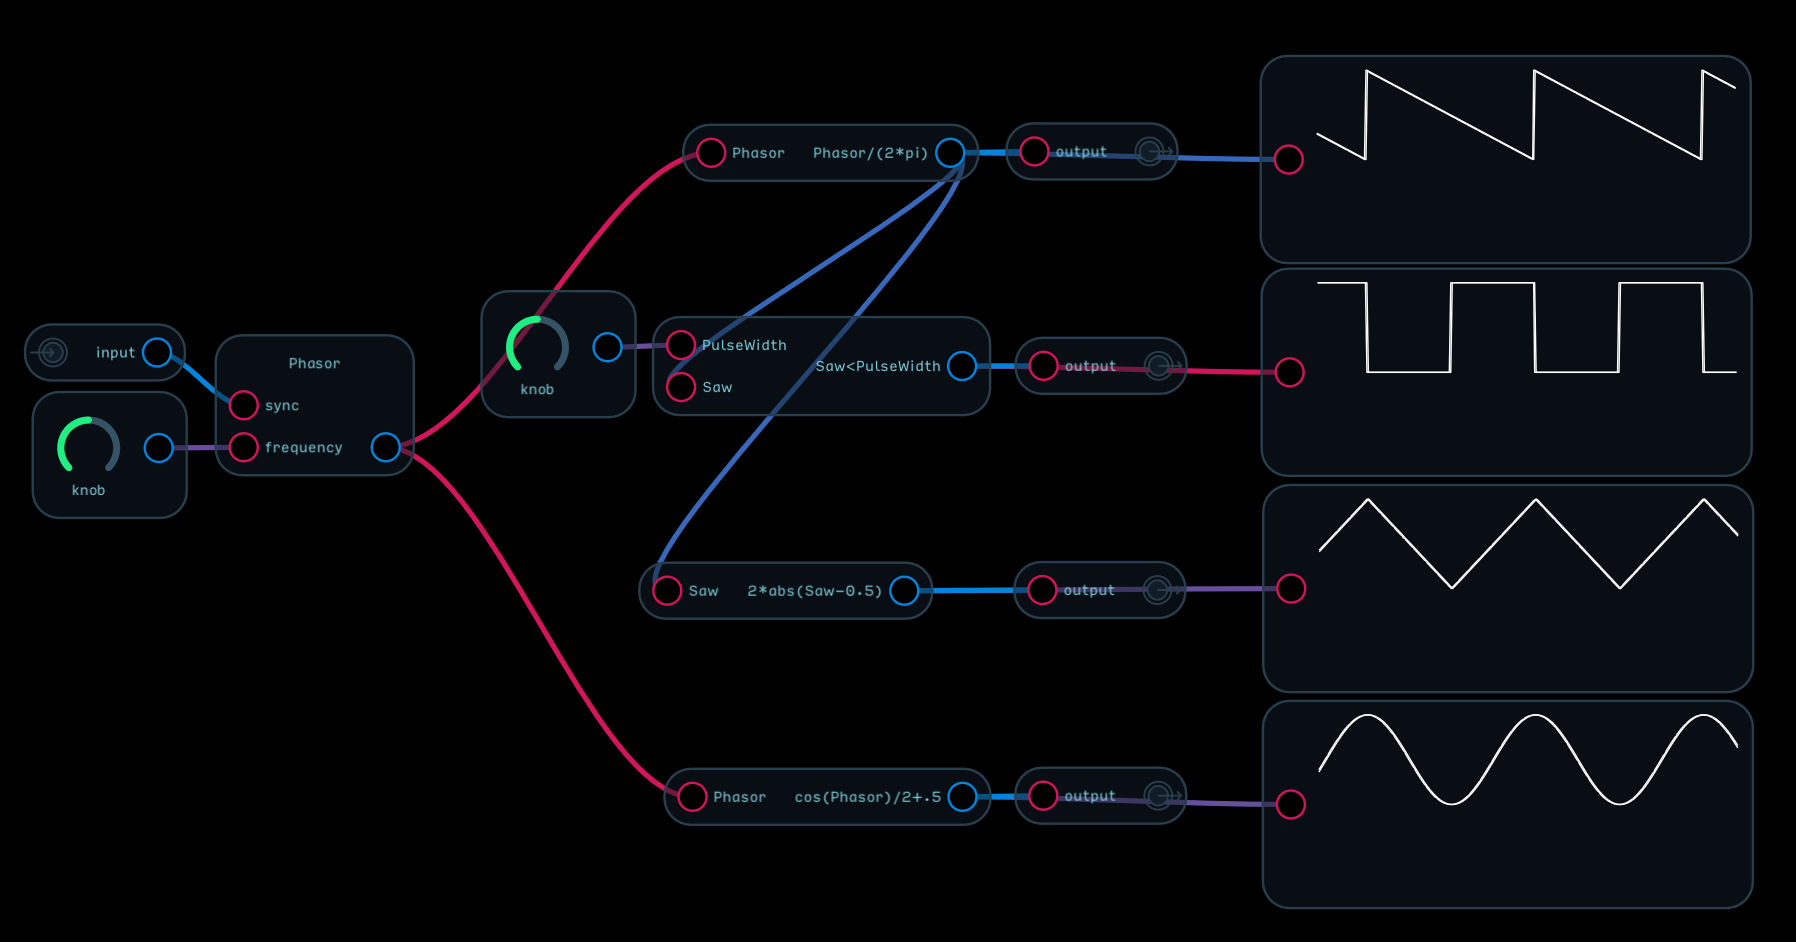 Phasor Phasor/(2*pi)
output
input
Phasor
sync
frequency
knob
knob
PulseWidth
Saw
Saw<PulseWidth
output
Saw 2*abs(Saw-0.5)
output
Phasor cos(Phasor)/2+.5
output